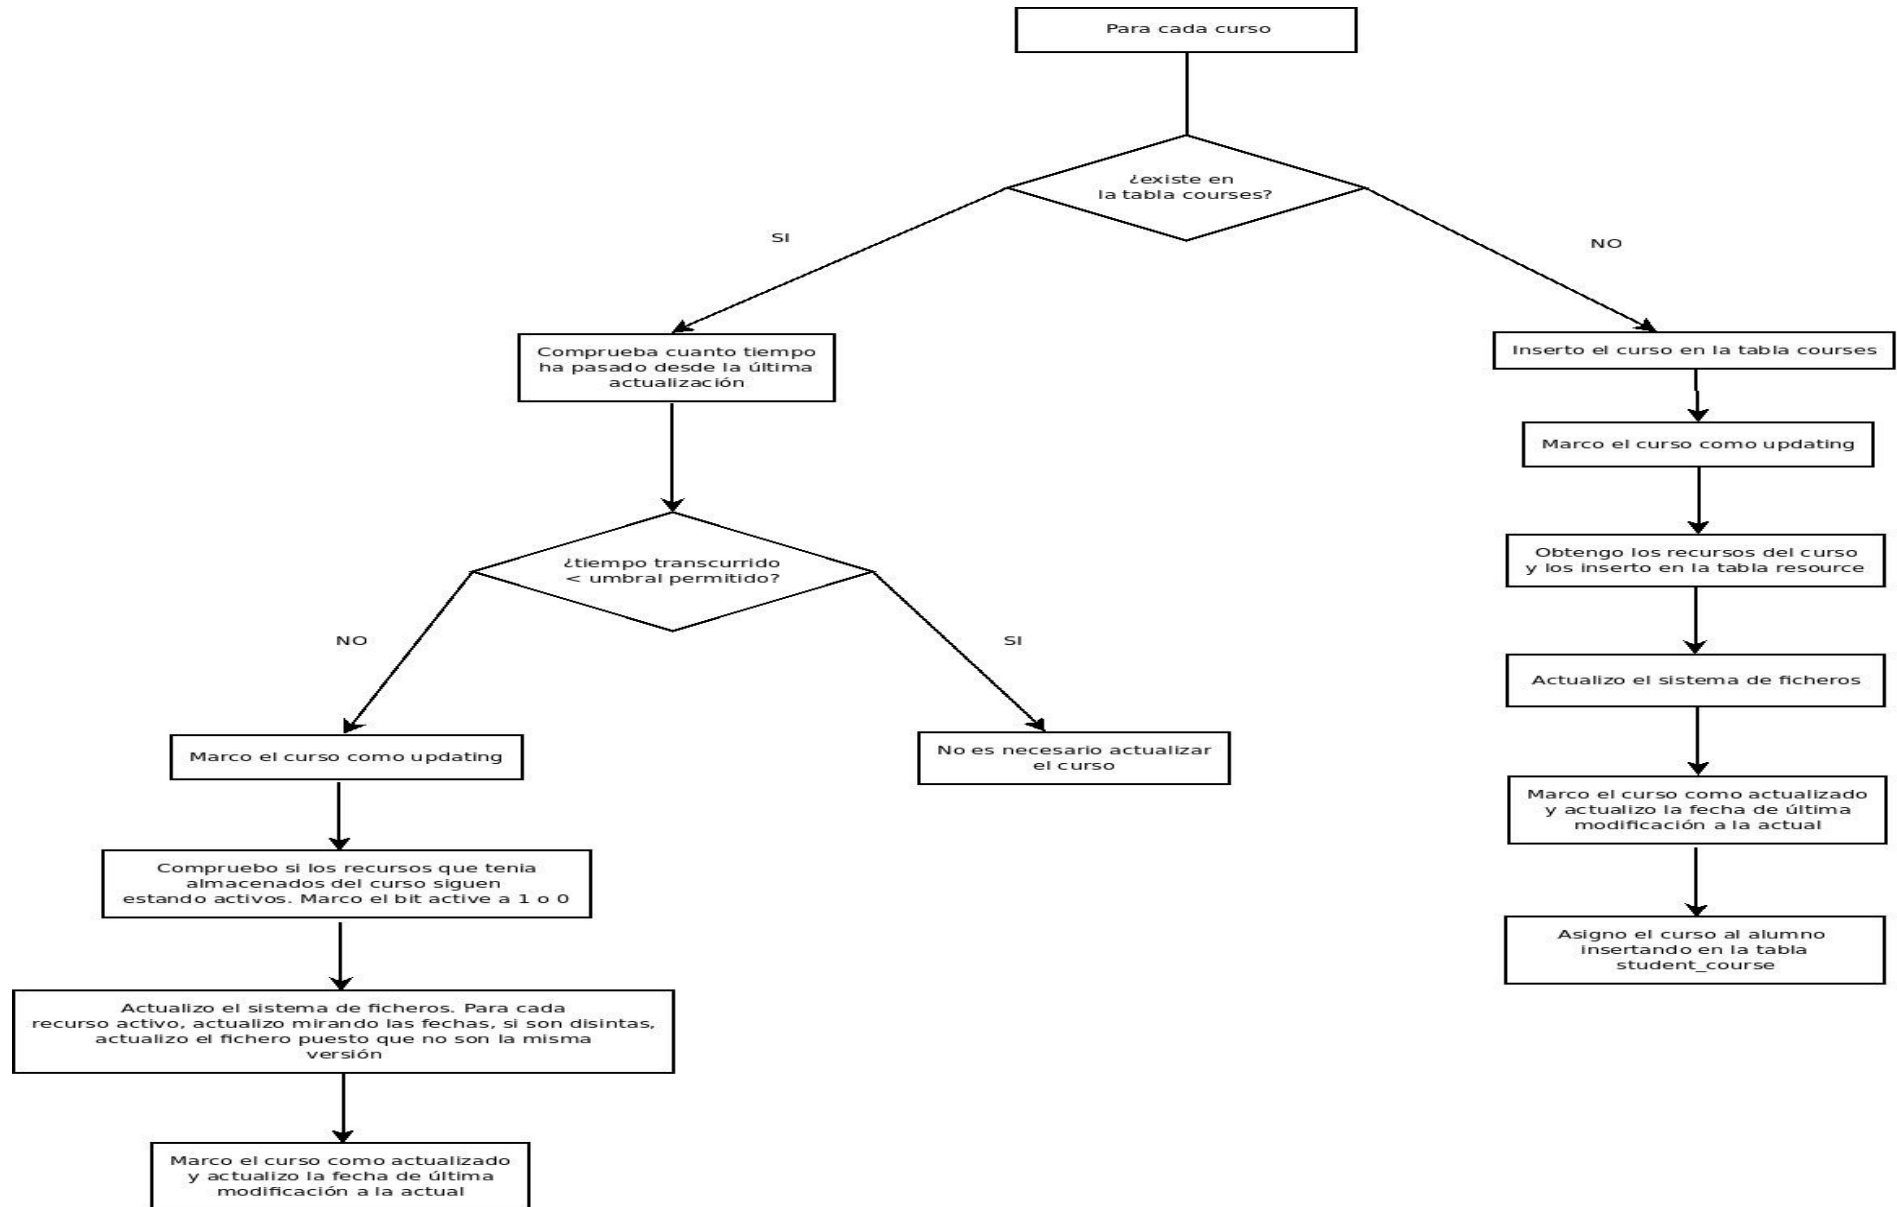 Para cada curso
¿existe en
la tabla courses?
SI
NO
Comprueba cuanto tiempo
ha pasado desde la última
actualización
Inserto el curso en la tabla courses
Marco el curso como updating
Obtengo los recursos del curso
y los inserto en la tabla resource
Actualizo el sistema de ficheros
Marco el curso como actualizado
y actualizo la fecha de última
modificación a la actual
Asigno el curso al alumno
insertando en la tabla
student_course
¿tiempo transcurrido
< umbral permitido?
NO
SI
Marco el curso como updating
No es necesario actualizar
el curso
Compruebo si los recursos que tenia
almacenados del curso siguen
estando activos. Marco el bit active a 1 o 0
Actualizo el sistema de ficheros. Para cada
recurso activo, actualizo mirando las fechas, si son disintas,
actualizo el fichero puesto que no son la misma
versión
Marco el curso como actualizado
y actualizo la fecha de última
modificación a la actual